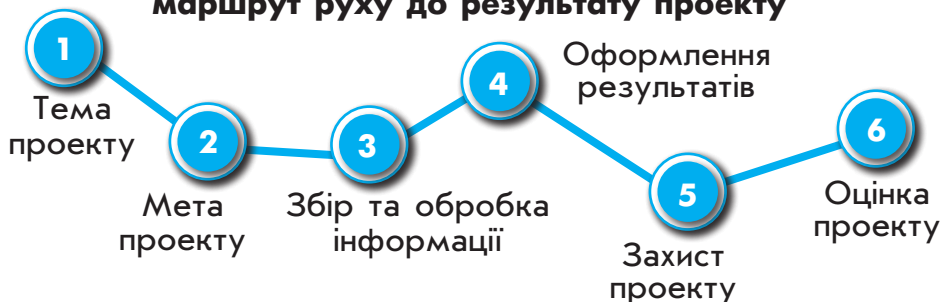 маршрут руху до результату проекту
1
Тема
проекту
2
Мета
проекту
3
Збір та обробка
інформації
4
Оформлення
результатів
5
Захист
проекту
6
Оцінка
проекту